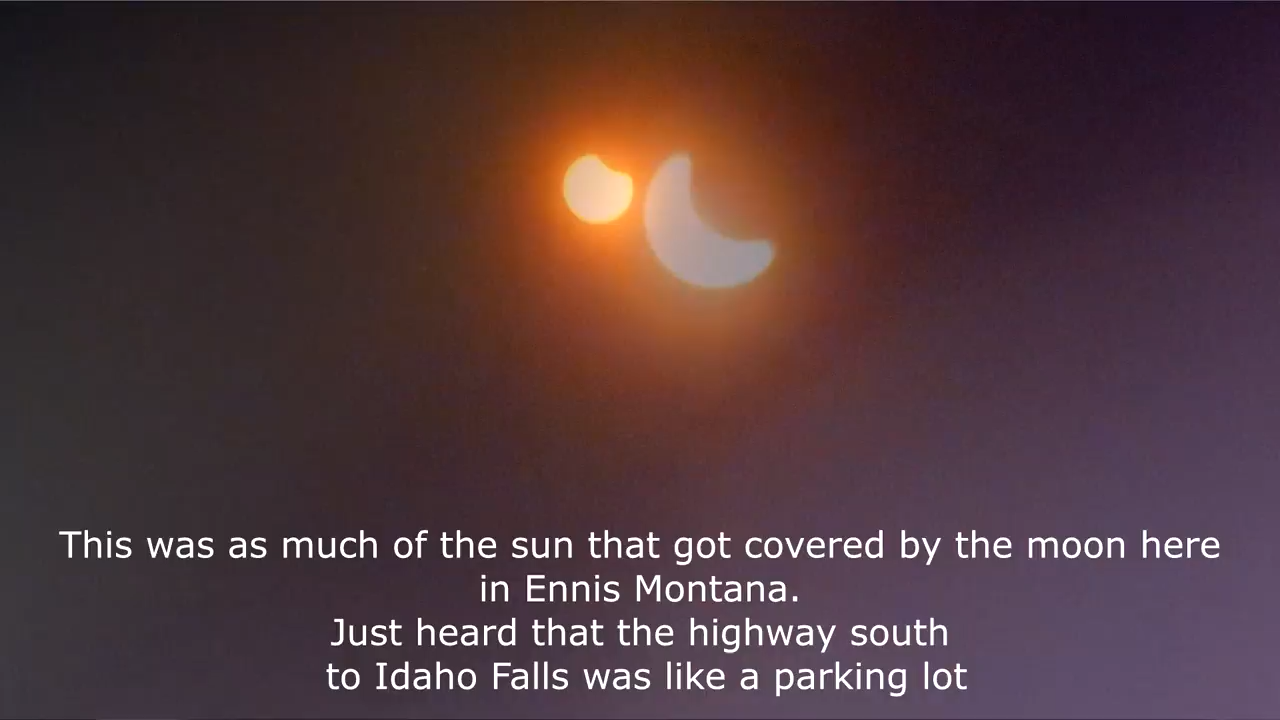 This was as much of the sun that got covered by the moon here
in Ennis Montana.
Just heard that the highway south
to Idaho Falls was like a parking lot